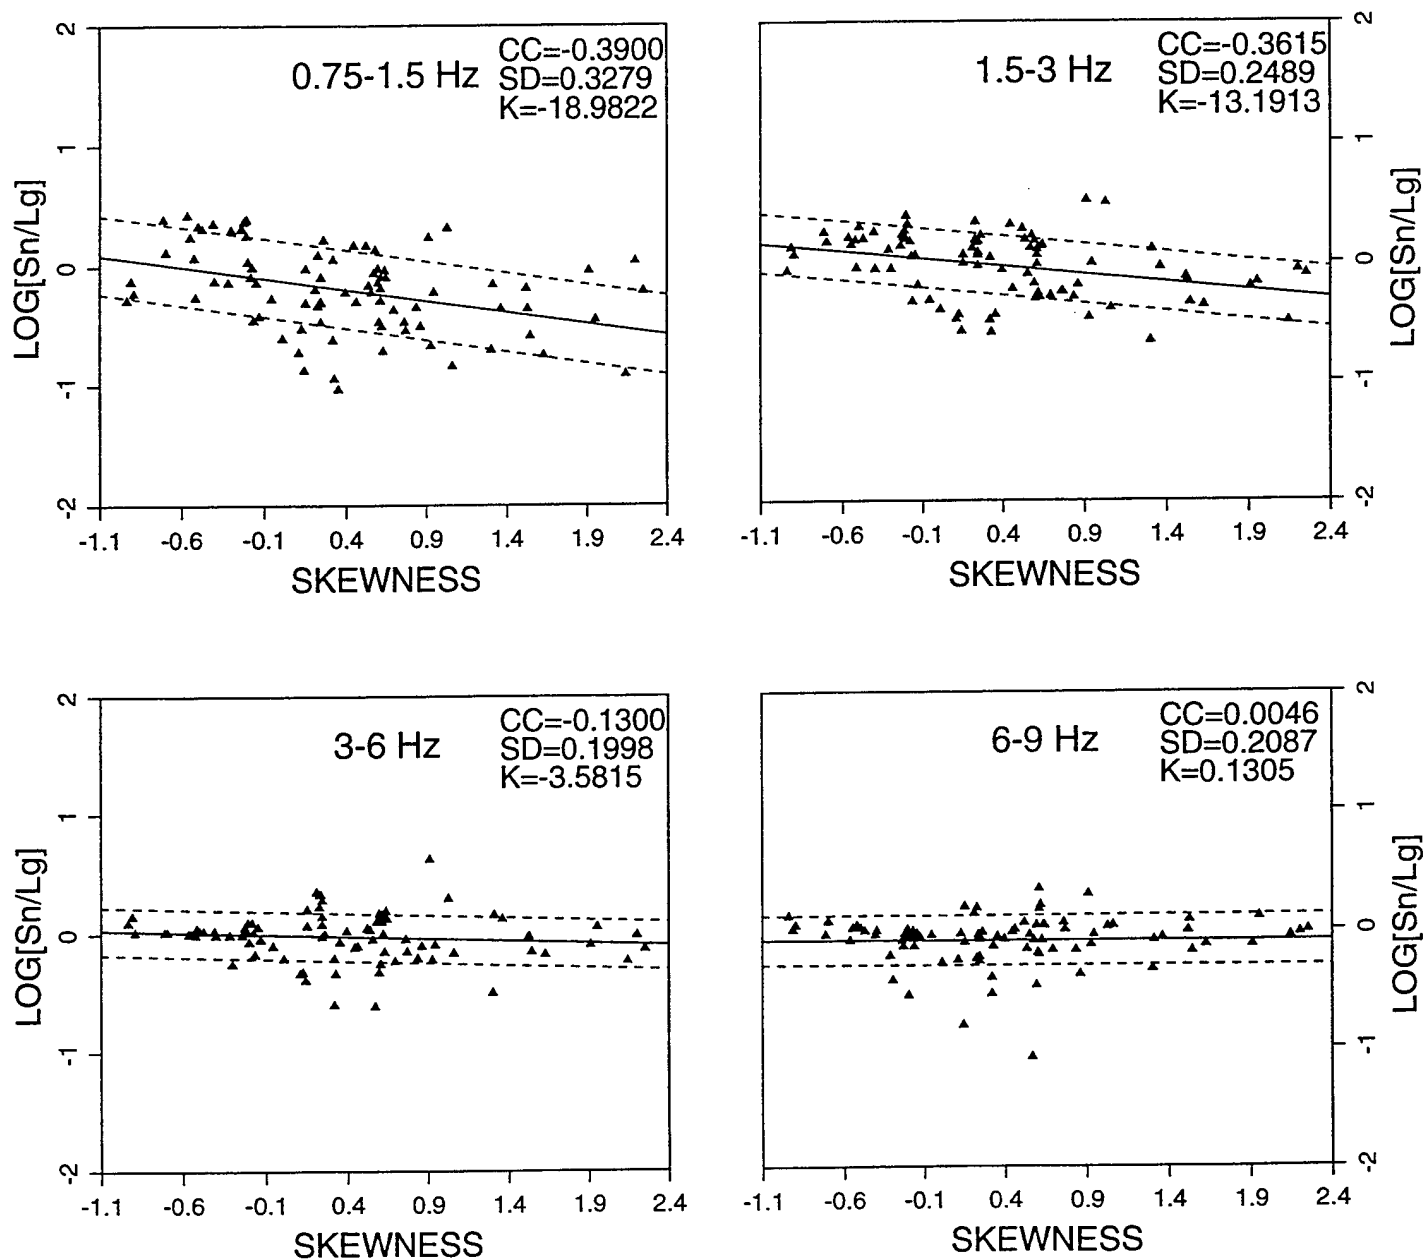 CC=-0.3900
0.75-1.5 Hz
SD=0.3279
K=-18.9822
LOG[Sn/Lg]
2
1
0
-1
-2
-1.1 -0.6 -0.1 0.4 0.9 1.4 1.9 2.4
SKEWNESS
CC=-0.3615
1.5-3 Hz
SD=0.2489
K=-13.1913
LOG[Sn/Lg]
2
1
0
-1
-2
-1.1 -0.6 -0.1 0.4 0.9 1.4 1.9 2.4
SKEWNESS
CC=-0.1300
3-6 Hz
SD=0.1998
K=-3.5815
LOG[Sn/Lg]
2
1
0
-1
-2
-1.1 -0.6 -0.1 0.4 0.9 1.4 1.9 2.4
SKEWNESS
CC=0.0046
6-9 Hz
SD=0.2087
K=0.1305
LOG[Sn/Lg]
2
1
0
-1
-2
-1.1 -0.6 -0.1 0.4 0.9 1.4 1.9 2.4
SKEWNESS